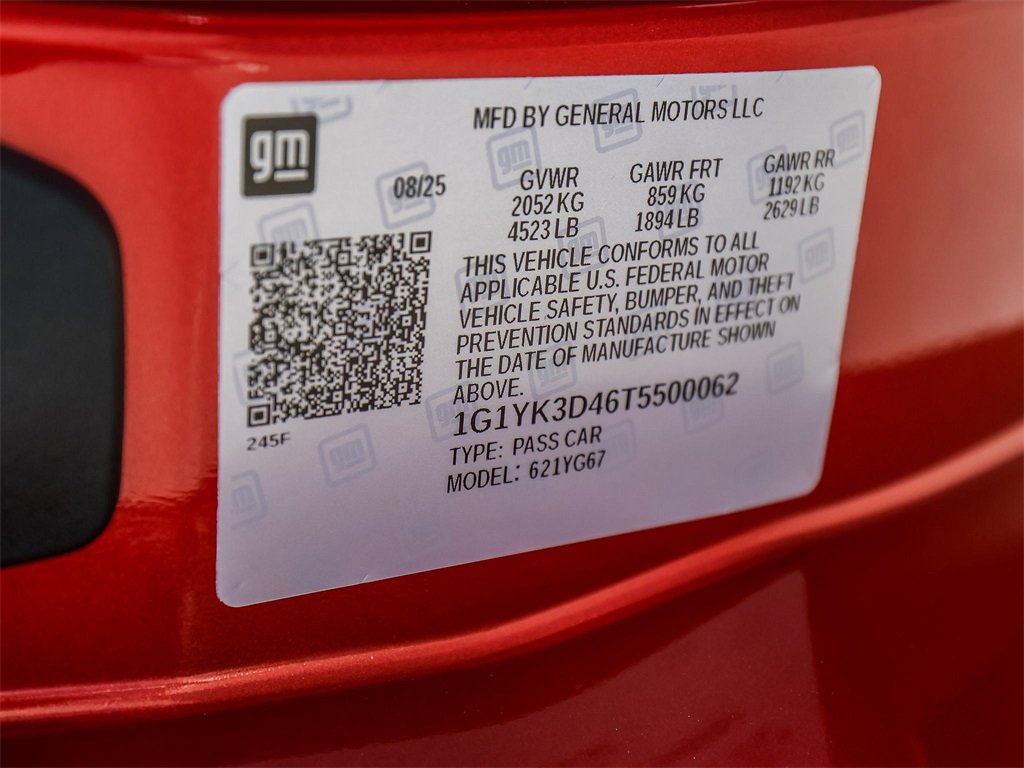 MFD BY GENERAL MOTORS LLC
gm
08/25
GVWR
2052 KG
4523 LB
GAWR FRT
859 KG
1894 LB
GAWR RR
1192 KG
2629 LB
THIS VEHICLE CONFORMS TO ALL
APPLICABLE U.S. FEDERAL MOTOR
VEHICLE SAFETY, BUMPER, AND THEFT
PREVENTION STANDARDS IN EFFECT ON
THE DATE OF MANUFACTURE SHOWN
ABOVE.
1G1YK3D46T5500062
245F
TYPE: PASS CAR
MODEL: 621YG67